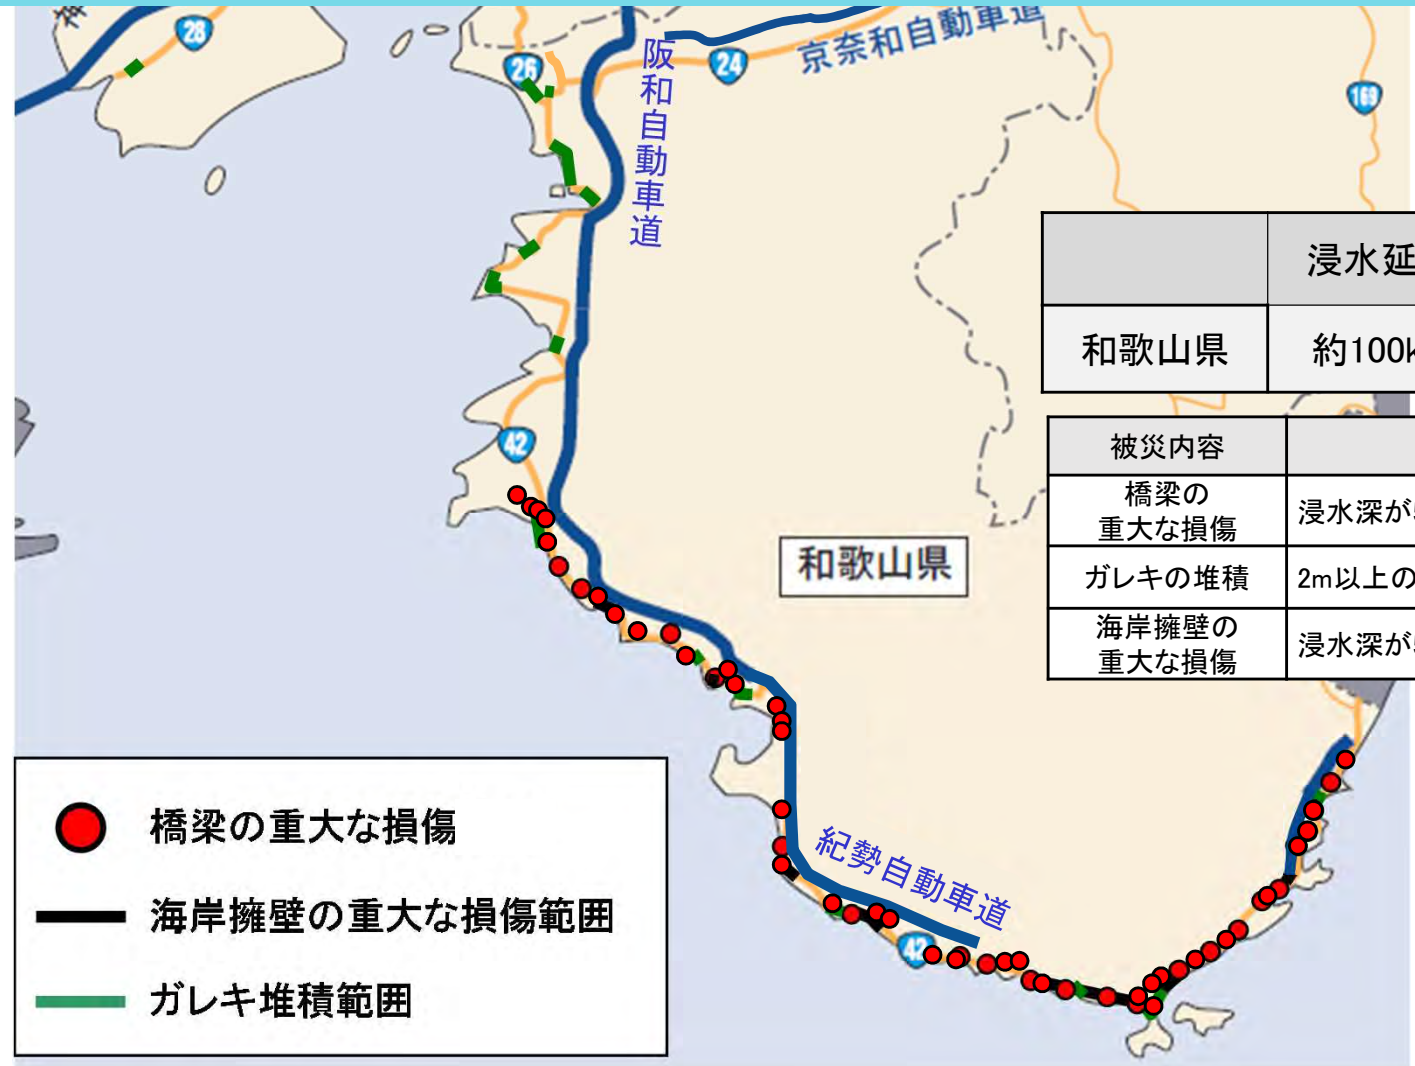 28
26
阪和自動車道
24
京奈和自動車道
169
浸水延
和歌山県
約100k
42
被災内容
橋梁の
重大な損傷
浸水深が
ガレキの堆積
2m以上の
海岸擁壁の
重大な損傷
浸水深が
和歌山県
橋梁の重大な損傷
海岸擁壁の重大な損傷範囲
ガレキ堆積範囲
紀勢自動車道
42